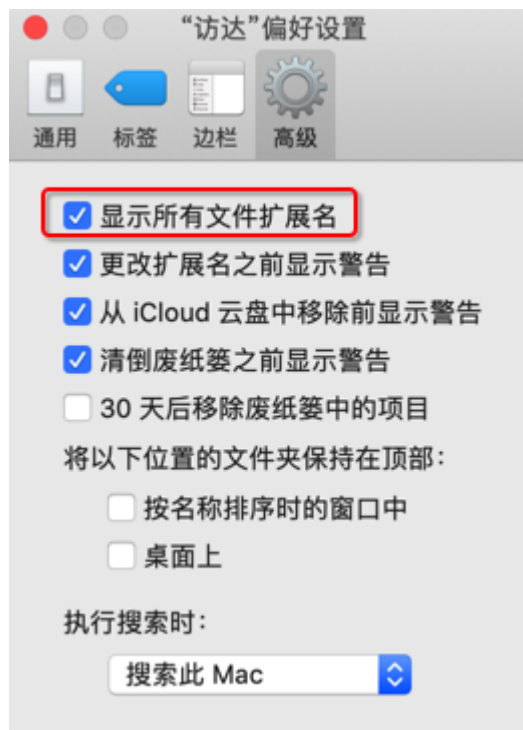 “访达”偏好设置
通用 标签 边栏 高级
显示所有文件扩展名
更改扩展名之前显示警告
从 iCloud 云盘中移除前显示警告
清倒废纸篓之前显示警告
30 天后移除废纸篓中的项目
将以下位置的文件夹保持在顶部：
按名称排序时的窗口中
桌面上
执行搜索时：
搜索此 Mac